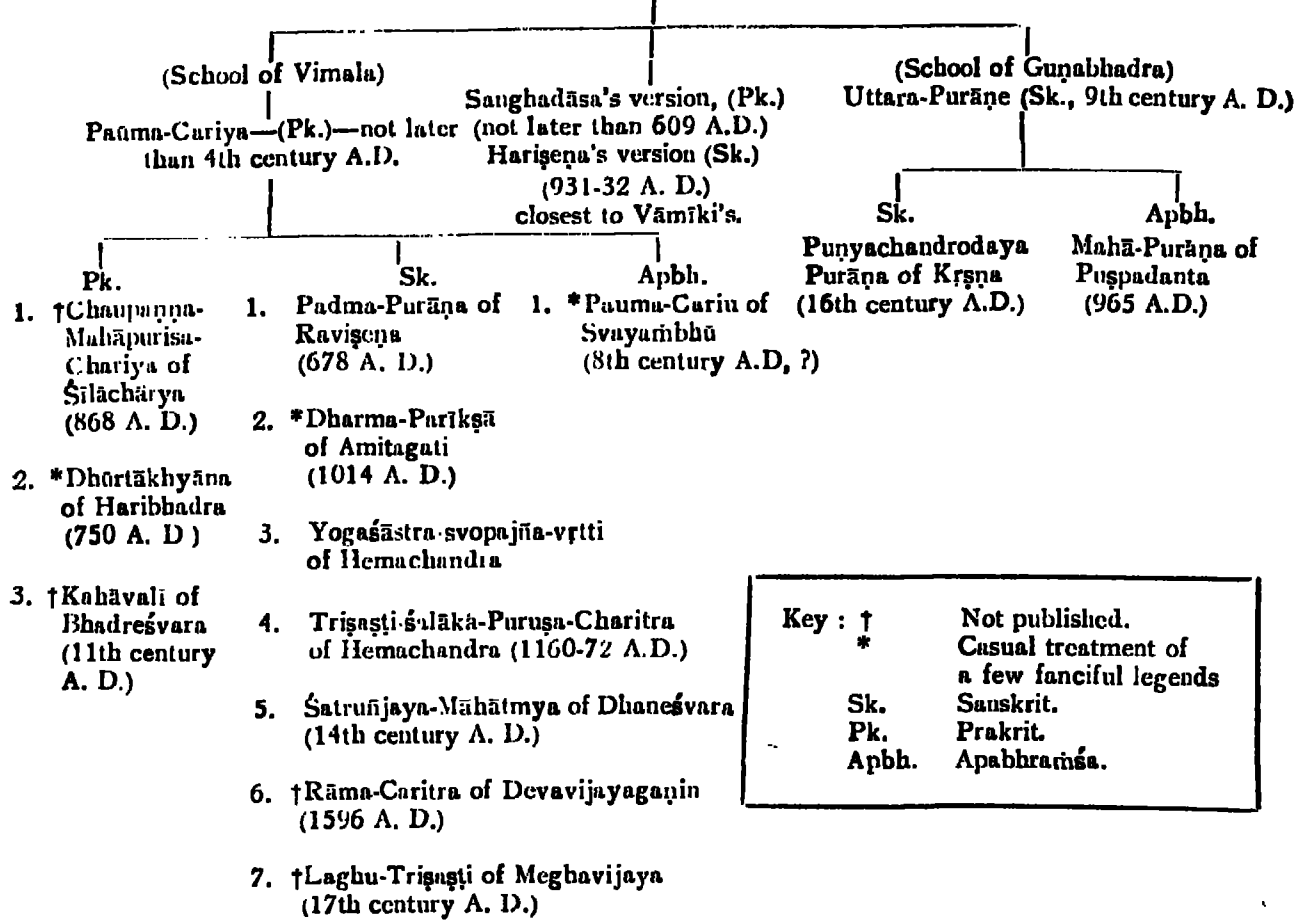 (School of Vimala)
Paūma-Cariya—(Pk.)—not later
than 4th century A.D.
Sanghadāsa's version, (Pk.)
(not later than 609 A.D.)
Hariṣeṇa's version (Sk.)
(931-32 A. D.)
closest to Vāmīki's.
(School of Guṇabhadra)
Uttara-Purāṇe (Sk., 9th century A. D.)
Pk.
1. †Chaupaṇṇa-
Mahāpurisa-
Chariya of
Śīlāchärya
(868 A. D.)
2. *Dhūrtākhyāna
of Haribhadra
(750 A. D )
3. †Kahāvalī of
Bhadreśvara
(11th century
A. D.)
Sk.
1. Padma-Purāṇa of
Raviṣeṇa
(678 A. D.)
2. *Dharma-Parīkṣā
of Amitagati
(1014 A. D.)
3. Yogaśāstra-svopajña-vṛtti
of Hemachandra
4. Triṣaṣṭi-śalākā-Puruṣa-Charitra
of Hemachandra (1160-72 A.D.)
5. Śatruñjaya-Māhātmya of Dhaneśvara
(14th century A. D.)
6. †Rāma-Caritra of Devavijayagaṇin
(1596 A. D.)
7. †Laghu-Triṣaṣṭi of Meghavijaya
(17th century A. D.)
Apbh.
1. *Pauma-Cariu of
Svayaṁbhū
(8th century A.D, ?)
Sk.
Puṇyachandrodaya
Purāṇa of Kṛṣṇa
(16th century A.D.)
Apbh.
Mahā-Purāṇa of
Puṣpadanta
(965 A.D.)
Key : † Not published.
* Casual treatment of
a few fanciful legends
Sk. Sanskrit.
Pk. Prakrit.
Apbh. Apabhraṁśa.